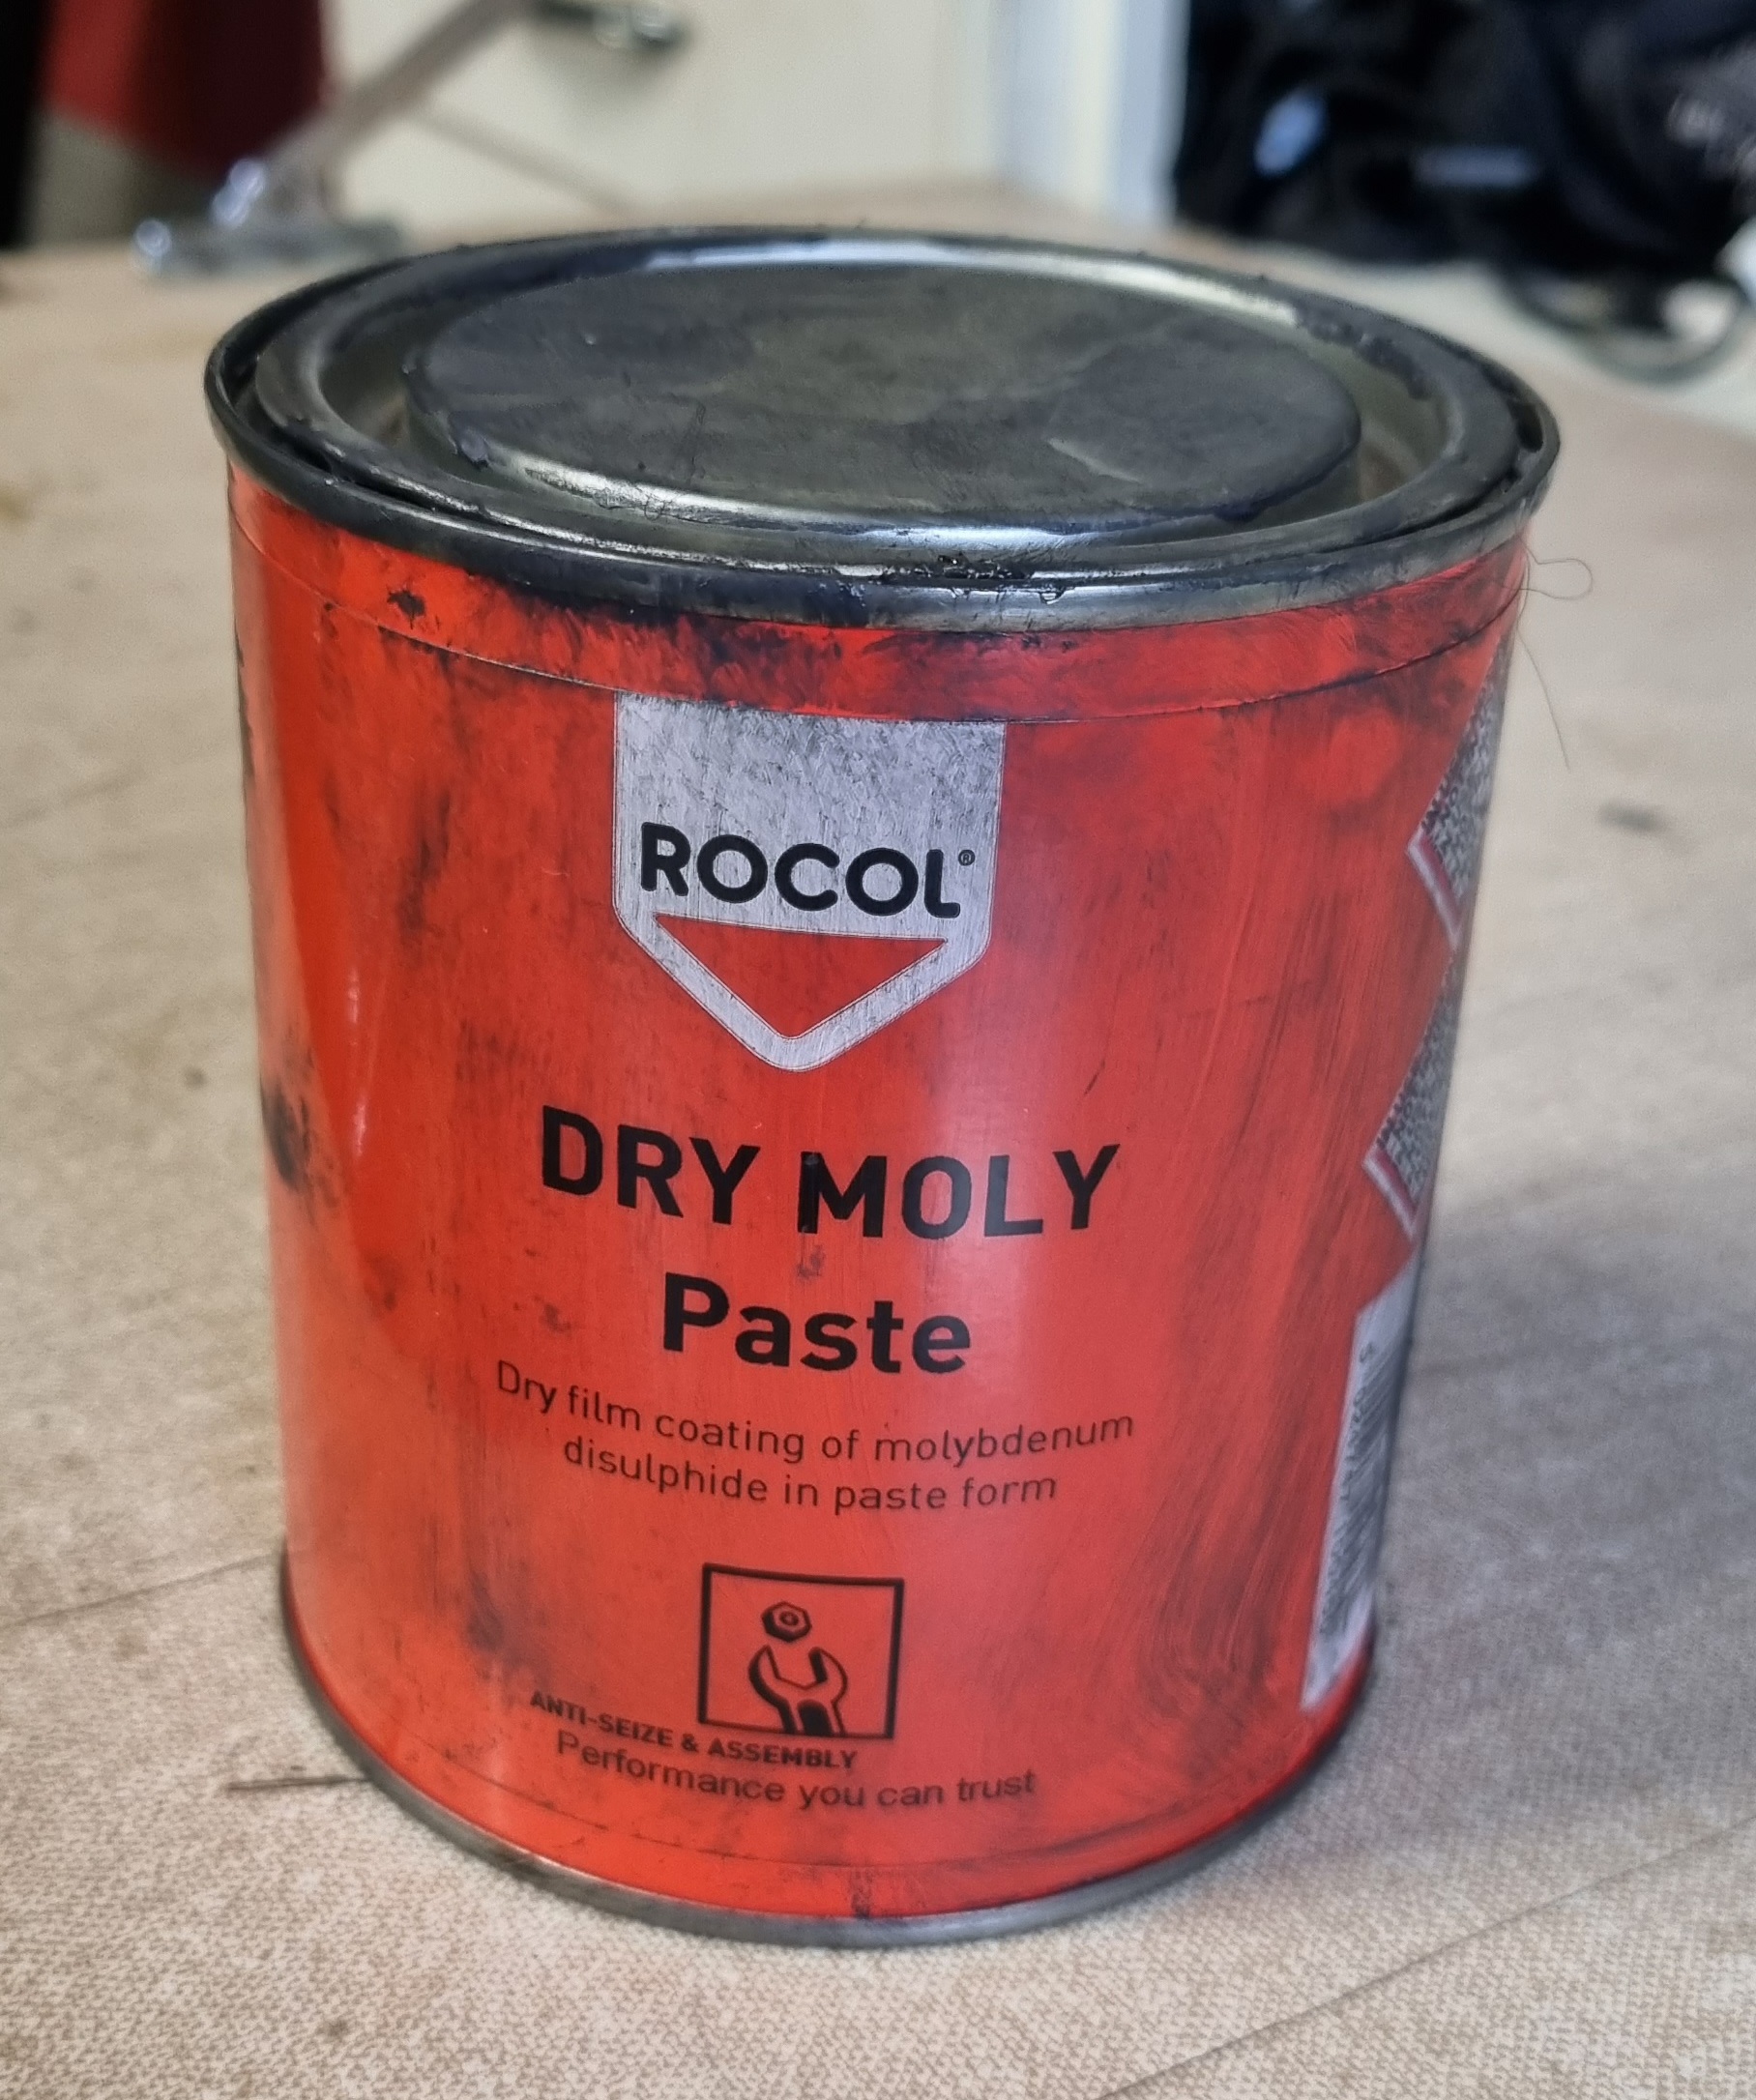 ROCOL®
DRY MOLY
Paste
Dry film coating of molybdenum
disulphide in paste form
ANTI-SEIZE & ASSEMBLY
Performance you can trust